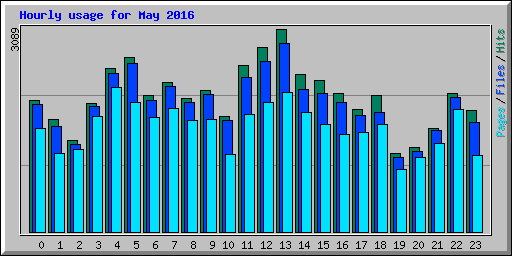 Hourly usage for May 2016
3089
Pages / Files / Hits
0 1 2 3 4 5 6 7 8 9 10 11 12 13 14 15 16 17 18 19 20 21 22 23